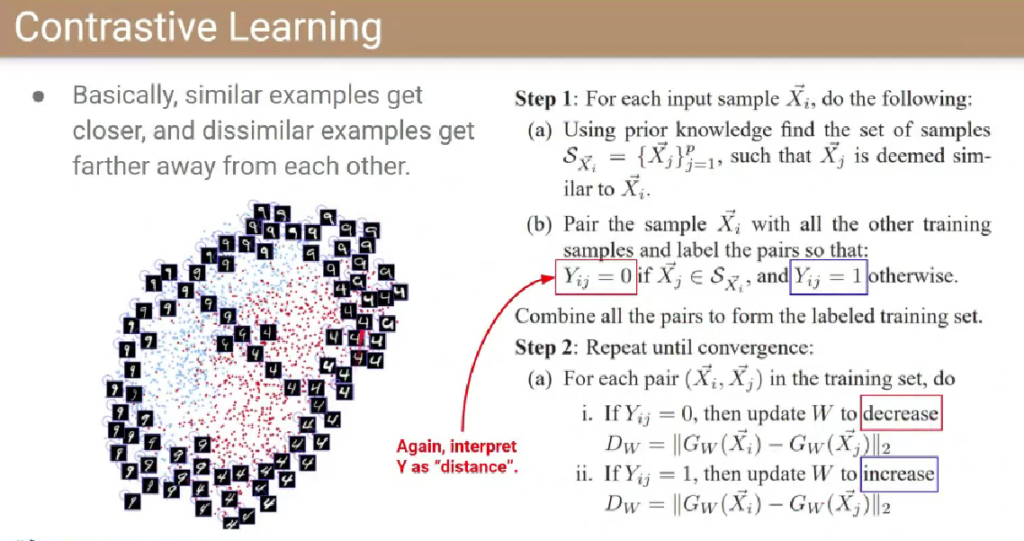 Contrastive Learning
● Basically, similar examples get
closer, and dissimilar examples get
farther away from each other.
Again, interpret
Y as "distance".
Step 1: For each input sample $\vec{X}_i$, do the following:
(a) Using prior knowledge find the set of samples
$\mathcal{S}_{\vec{X}_i} = \{\vec{X}_j\}_{j=1}^{p}$, such that $\vec{X}_j$ is deemed sim-
ilar to $\vec{X}_i$.
(b) Pair the sample $\vec{X}_i$ with all the other training
samples and label the pairs so that:
$Y_{ij} = 0$ if $\vec{X}_j \in \mathcal{S}_{\vec{X}_i}$, and $Y_{ij} = 1$ otherwise.
Combine all the pairs to form the labeled training set.
Step 2: Repeat until convergence:
(a) For each pair $(\vec{X}_i, \vec{X}_j)$ in the training set, do
i. If $Y_{ij} = 0$, then update $W$ to decrease
$D_W = \|G_W(\vec{X}_i) - G_W(\vec{X}_j)\|_2$
ii. If $Y_{ij} = 1$, then update $W$ to increase
$D_W = \|G_W(\vec{X}_i) - G_W(\vec{X}_j)\|_2$